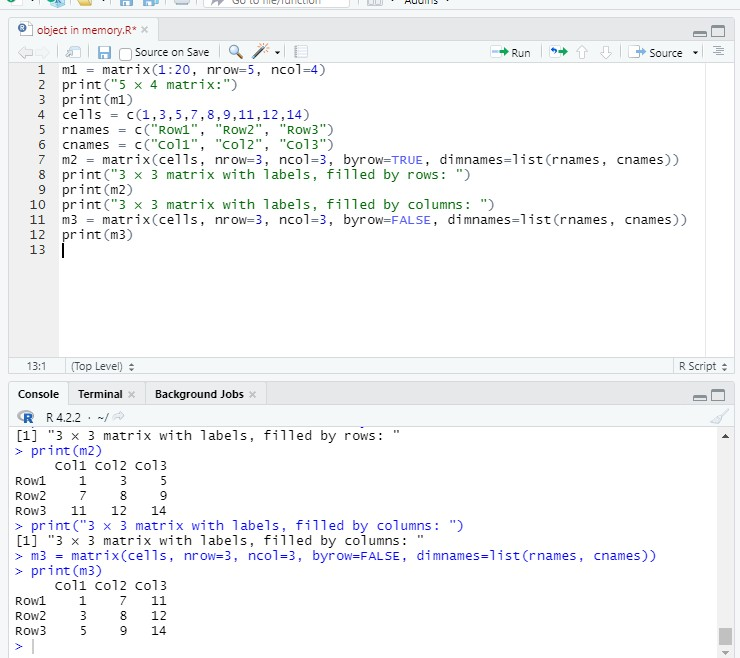 Go to file/function
Addins
object in memory.R*
Source on Save
Run
Source
1 m1 = matrix(1:20, nrow=5, ncol=4)
2 print("5 × 4 matrix:")
3 print(m1)
4 cells = c(1,3,5,7,8,9,11,12,14)
5 rnames = c("Row1", "Row2", "Row3")
6 cnames = c("Col1", "Col2", "Col3")
7 m2 = matrix(cells, nrow=3, ncol=3, byrow=TRUE, dimnames=list(rnames, cnames))
8 print("3 × 3 matrix with labels, filled by rows: ")
9 print(m2)
10 print("3 × 3 matrix with labels, filled by columns: ")
11 m3 = matrix(cells, nrow=3, ncol=3, byrow=FALSE, dimnames=list(rnames, cnames))
12 print(m3)
13
13:1 (Top Level) R Script
Console Terminal Background Jobs
R 4.2.2 · ~/
[1] "3 × 3 matrix with labels, filled by rows: "
> print(m2)
     Col1 Col2 Col3
Row1    1    3    5
Row2    7    8    9
Row3   11   12   14
> print("3 × 3 matrix with labels, filled by columns: ")
[1] "3 × 3 matrix with labels, filled by columns: "
> m3 = matrix(cells, nrow=3, ncol=3, byrow=FALSE, dimnames=list(rnames, cnames))
> print(m3)
     Col1 Col2 Col3
Row1    1    7   11
Row2    3    8   12
Row3    5    9   14
>